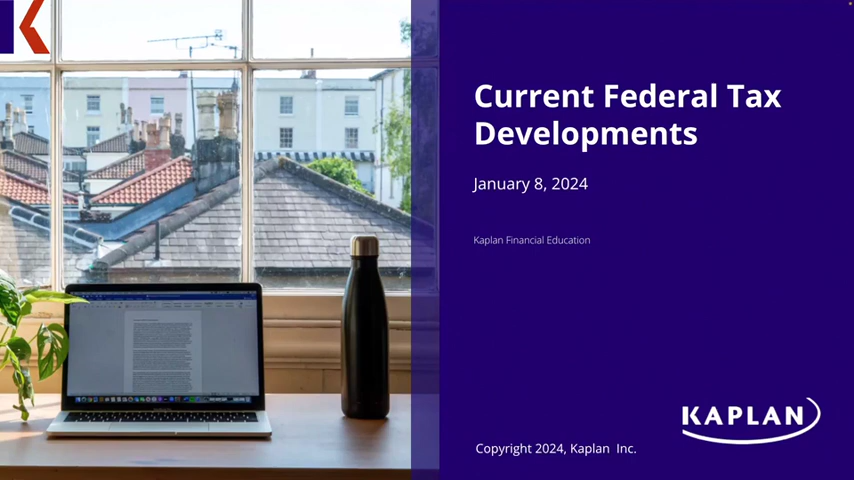 Current Federal Tax
Developments
January 8, 2024
Kaplan Financial Education
KAPLAN
Copyright 2024, Kaplan Inc.